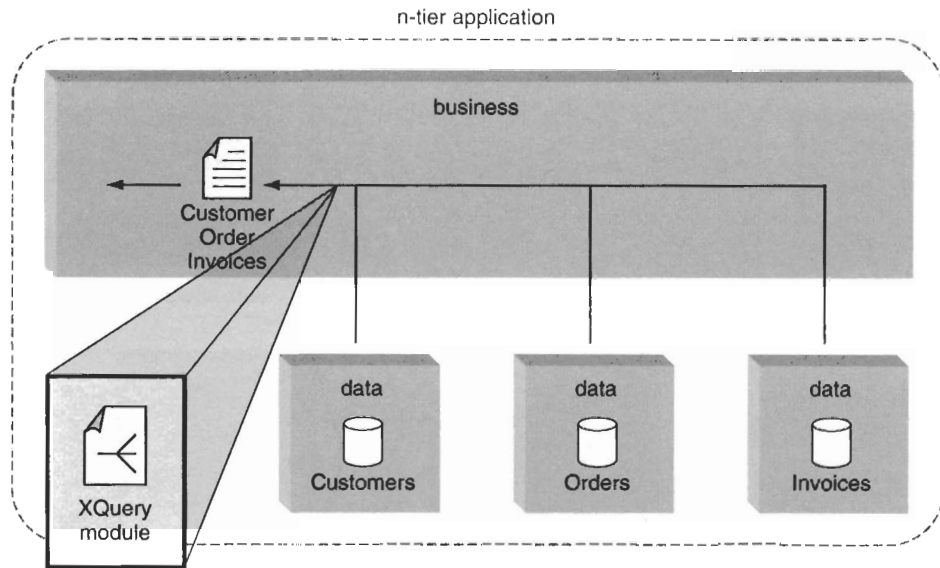 n-tier application
business
Customer
Order
Invoices
data
Customers
data
Orders
data
Invoices
XQuery
module